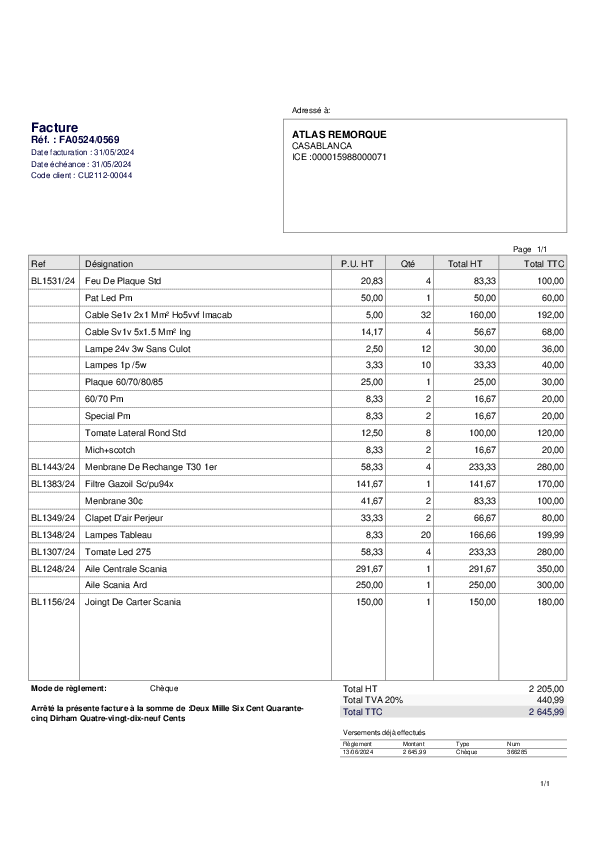 Adressé à:
Facture
Réf. : FA0524/0569
Date facturation : 31/05/2024
Date échéance : 31/05/2024
Code client : CU2112-00044
ATLAS REMORQUE
CASABLANCA
ICE :000015988000071
Page 1/1
Ref Désignation P.U. HT Qté Total HT Total TTC
BL1531/24 Feu De Plaque Std 20,83 4 83,33 100,00
Pat Led Pm 50,00 1 50,00 60,00
Cable Se1v 2x1 Mm² Ho5vvf Imacab 5,00 32 160,00 192,00
Cable Sv1v 5x1.5 Mm² Ing 14,17 4 56,67 68,00
Lampe 24v 3w Sans Culot 2,50 12 30,00 36,00
Lampes 1p /5w 3,33 10 33,33 40,00
Plaque 60/70/80/85 25,00 1 25,00 30,00
60/70 Pm 8,33 2 16,67 20,00
Special Pm 8,33 2 16,67 20,00
Tomate Lateral Rond Std 12,50 8 100,00 120,00
Mich+scotch 8,33 2 16,67 20,00
BL1443/24 Menbrane De Rechange T30 1er 58,33 4 233,33 280,00
BL1383/24 Filtre Gazoil Sc/pu94x 141,67 1 141,67 170,00
Menbrane 30¢ 41,67 2 83,33 100,00
BL1349/24 Clapet D'air Perjeur 33,33 2 66,67 80,00
BL1348/24 Lampes Tableau 8,33 20 166,66 199,99
BL1307/24 Tomate Led 275 58,33 4 233,33 280,00
BL1248/24 Aile Centrale Scania 291,67 1 291,67 350,00
Aile Scania Ard 250,00 1 250,00 300,00
BL1156/24 Joingt De Carter Scania 150,00 1 150,00 180,00
Mode de règlement: Chèque
Arrêté la présente facture à la somme de :Deux Mille Six Cent Quarante-
cinq Dirham Quatre-vingt-dix-neuf Cents
Total HT 2 205,00
Total TVA 20% 440,99
Total TTC 2 645,99
Versements déjà effectués
Règlement Montant Type Num
13/06/2024 2 645,99 Chèque 366285
1/1